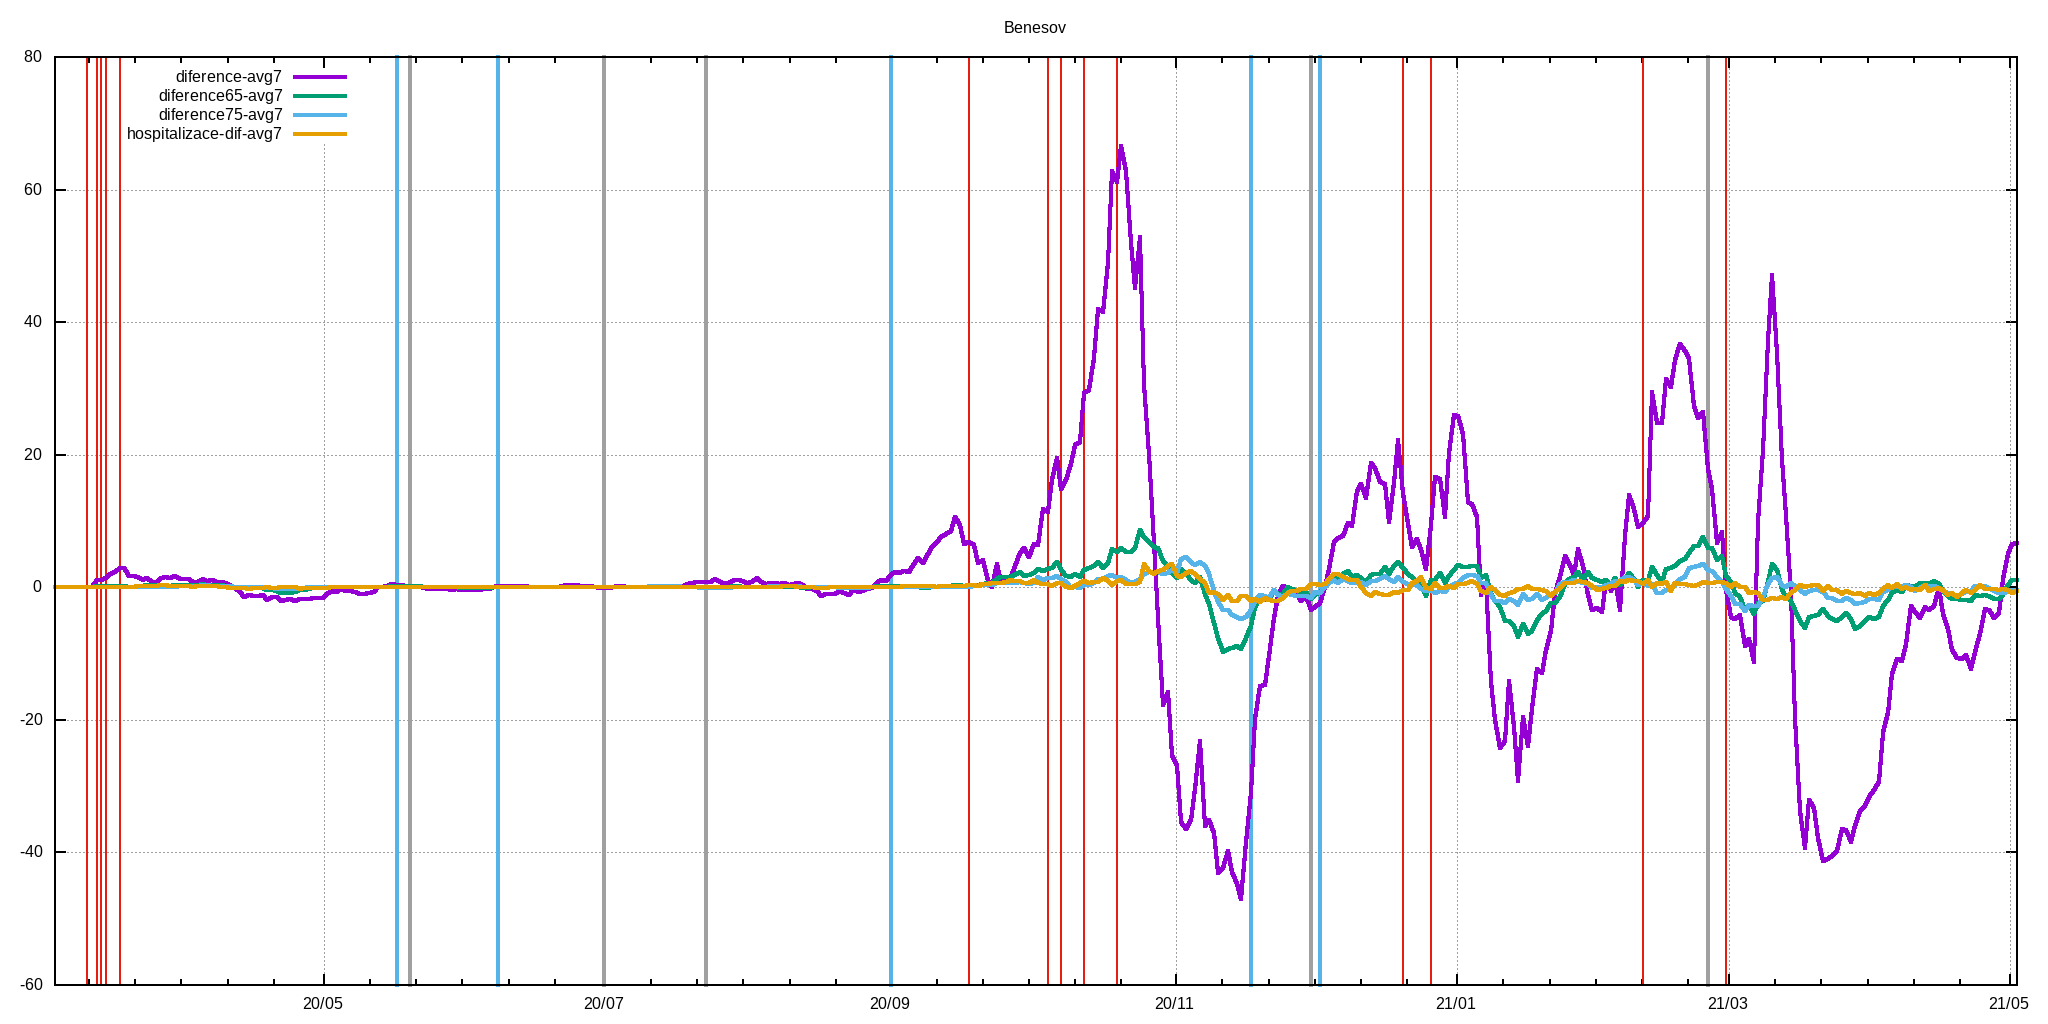 Benesov
80
diference-avg7
diference65-avg7
diference75-avg7
hospitalizace-dif-avg7
60
40
20
0
-20
-40
-60
20/05 20/07 20/09 20/11 21/01 21/03 21/05